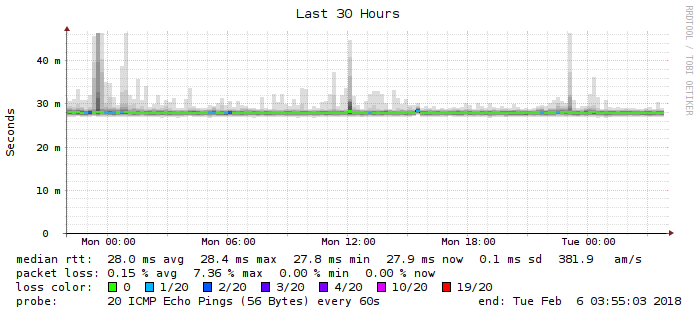 Last 30 Hours
RRDTOOL / TOBI OETIKER
Seconds
40 m
30 m
20 m
10 m
0
Mon 00:00 Mon 06:00 Mon 12:00 Mon 18:00 Tue 00:00
median rtt: 28.0 ms avg 28.4 ms max 27.8 ms min 27.9 ms now 0.1 ms sd 381.9 am/s
packet loss: 0.15 % avg 7.36 % max 0.00 % min 0.00 % now
loss color: 0 1/20 2/20 3/20 4/20 10/20 19/20
probe: 20 ICMP Echo Pings (56 Bytes) every 60s end: Tue Feb 6 03:55:03 2018